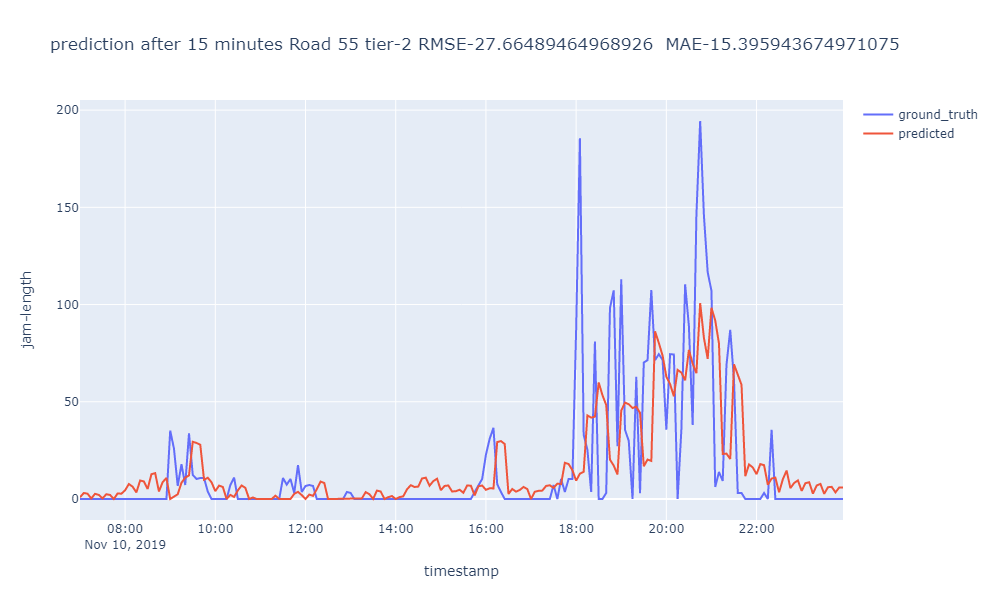 prediction after 15 minutes Road 55 tier-2 RMSE-27.66489464968926  MAE-15.395943674971075
ground_truth
predicted
200
150
100
50
0
jam-length
08:00 10:00 12:00 14:00 16:00 18:00 20:00 22:00
Nov 10, 2019
timestamp